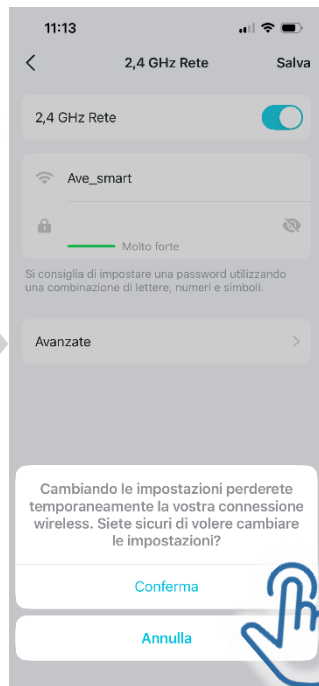 11:13
2,4 GHz Rete
Salva
2,4 GHz Rete
Ave_smart
Molto forte
Si consiglia di impostare una password utilizzando
una combinazione di lettere, numeri e simboli.
Avanzate
Cambiando le impostazioni perderete
temporaneamente la vostra connessione
wireless. Siete sicuri di volere cambiare
le impostazioni?
Conferma
Annulla